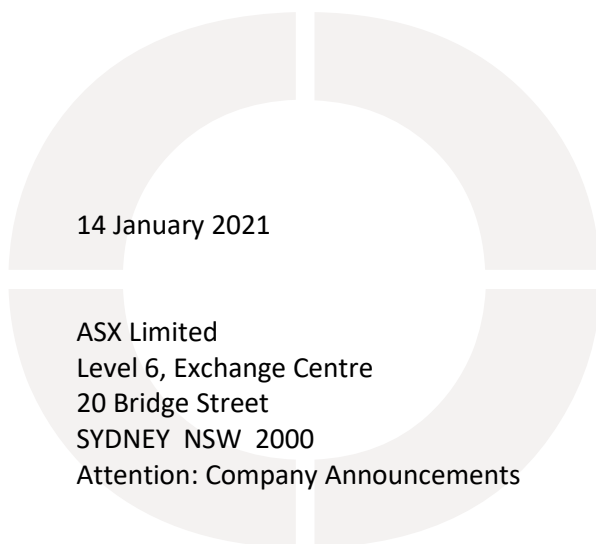 14 January 2021
ASX Limited
Level 6, Exchange Centre
20 Bridge Street
SYDNEY  NSW  2000
Attention: Company Announcements